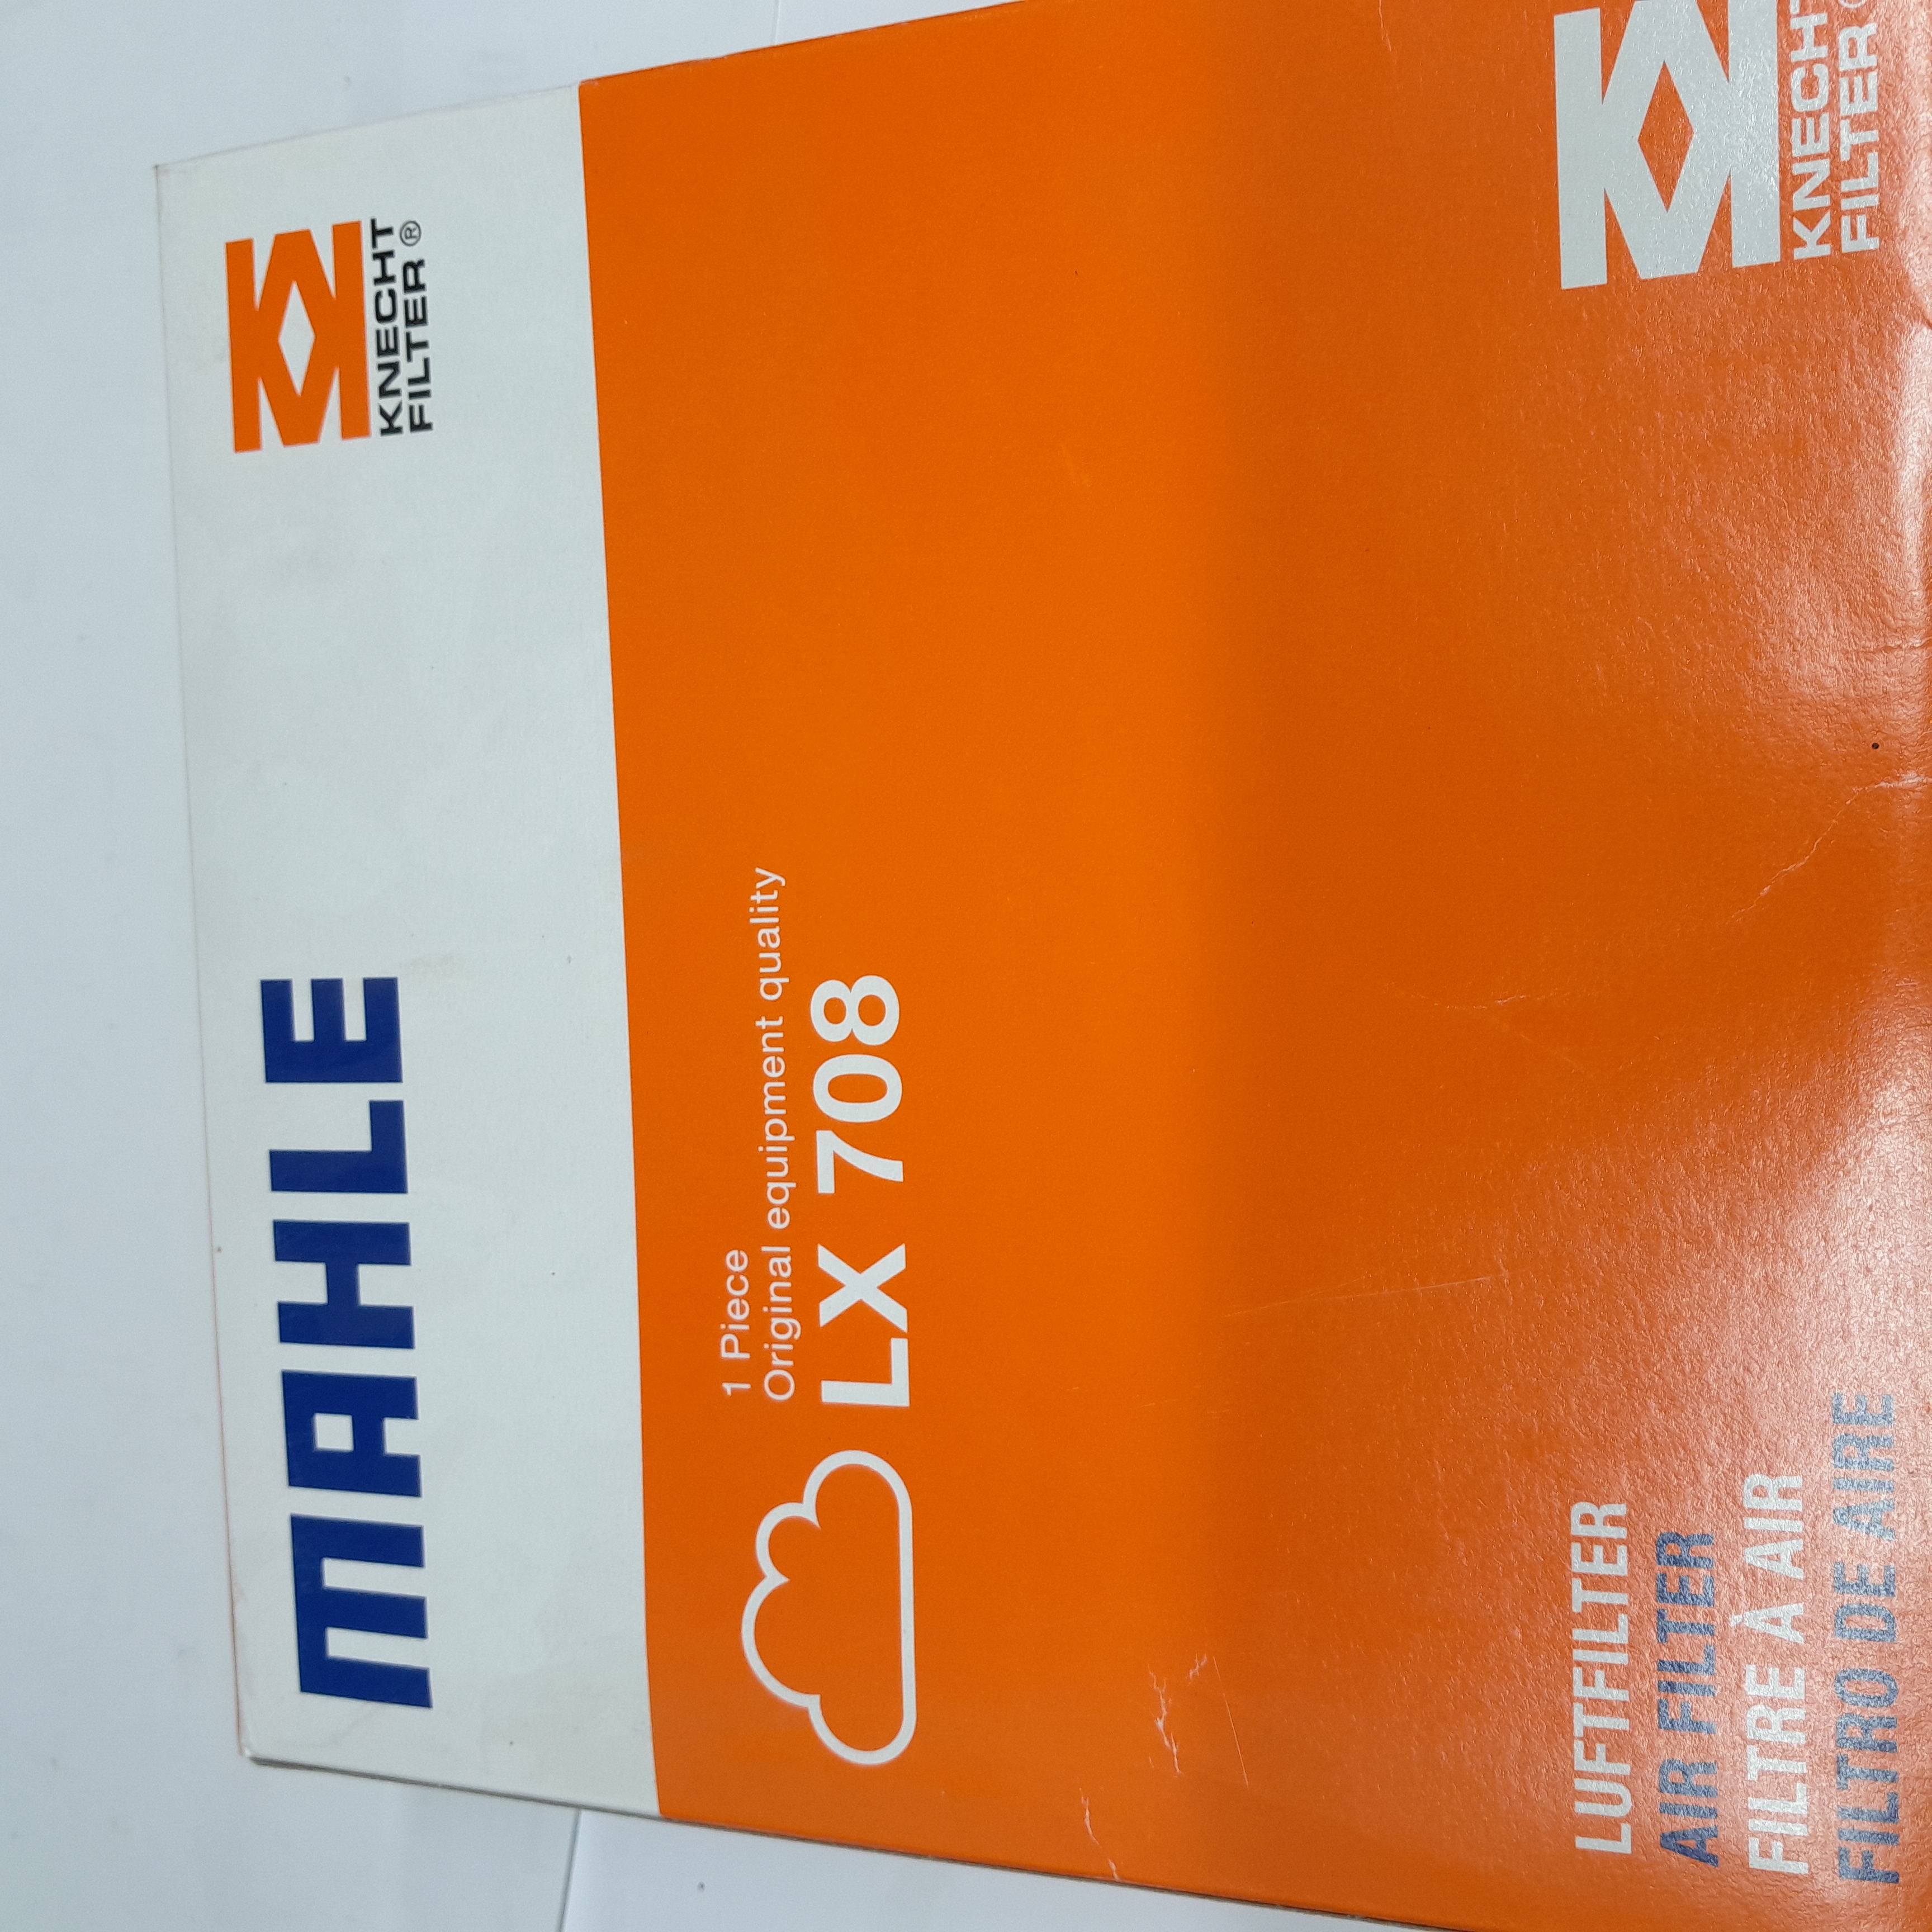 MAHLE
KNECHT
FILTER®
1 Piece
Original equipment quality
LX 708
LUFTFILTER
AIR FILTER
FILTRE À AIR
FILTRO DE AIRE
KNECHT
FILTER®